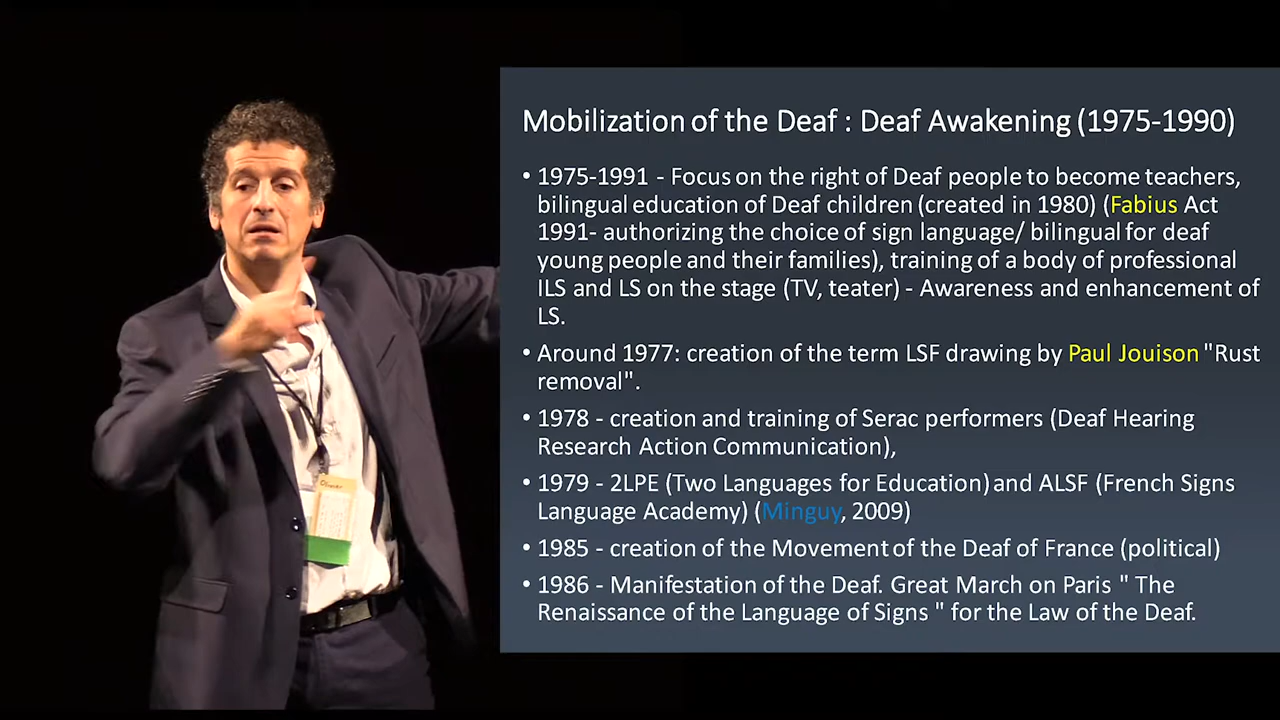 Mobilization of the Deaf : Deaf Awakening (1975-1990)
• 1975-1991 - Focus on the right of Deaf people to become teachers,
bilingual education of Deaf children (created in 1980) (Fabius Act
1991- authorizing the choice of sign language/ bilingual for deaf
young people and their families), training of a body of professional
ILS and LS on the stage (TV, teater) - Awareness and enhancement of
LS.
• Around 1977: creation of the term LSF drawing by Paul Jouison "Rust
removal".
• 1978 - creation and training of Serac performers (Deaf Hearing
Research Action Communication),
• 1979 - 2LPE (Two Languages for Education) and ALSF (French Signs
Language Academy) (Minguy, 2009)
• 1985 - creation of the Movement of the Deaf of France (political)
• 1986 - Manifestation of the Deaf. Great March on Paris " The
Renaissance of the Language of Signs " for the Law of the Deaf.
Olivier